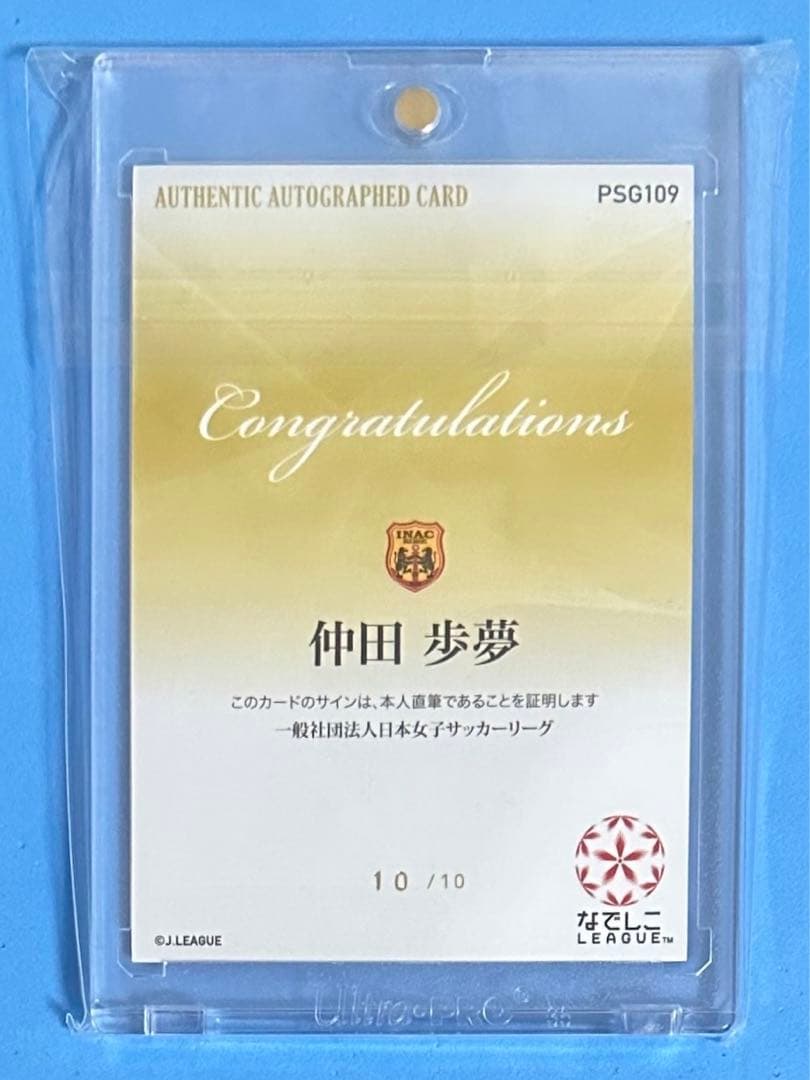 AUTHENTIC AUTOGRAPHED CARD
PSG109
Congratulations
INAC
仲田 歩夢
このカードのサインは、本人直筆であることを証明します
一般社団法人日本女子サッカーリーグ
10 /10
なでしこ
LEAGUE™
©J.LEAGUE
Ultra-PRO®